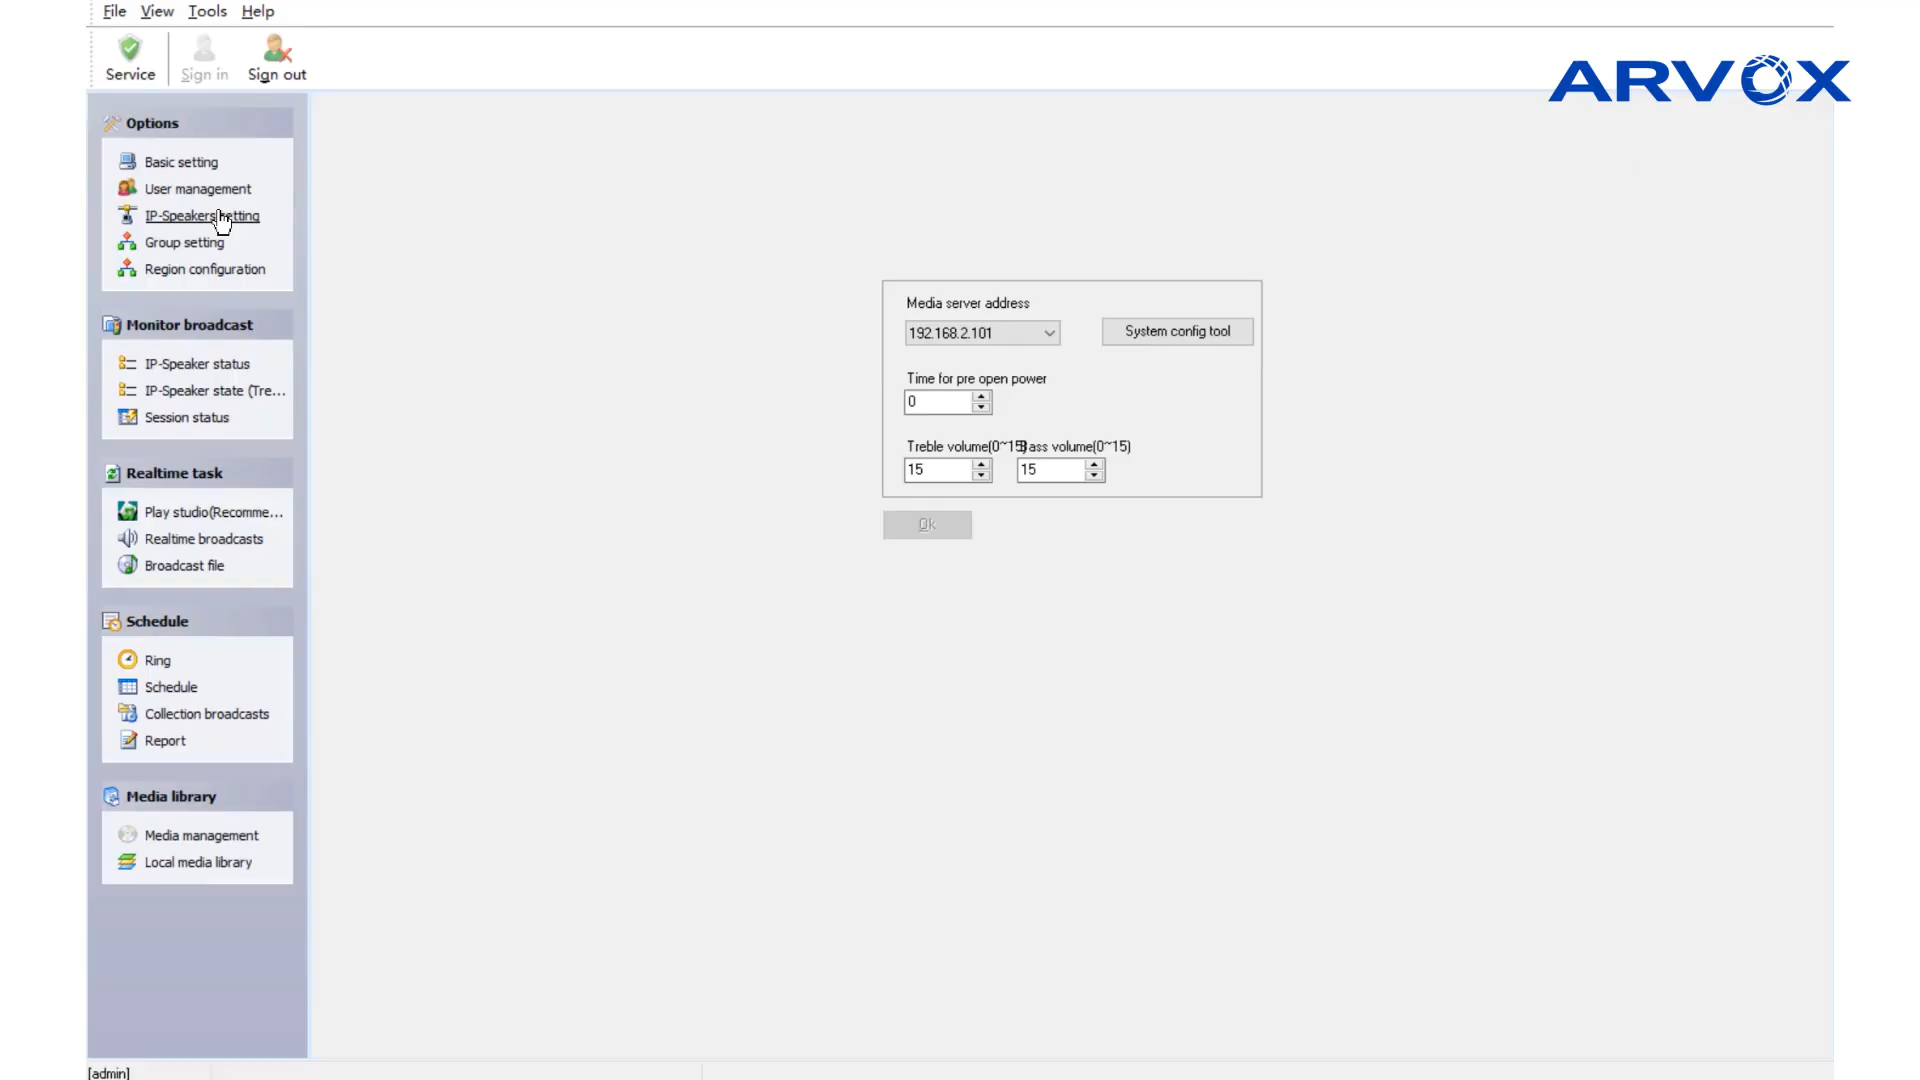 File View Tools Help
Service Sign in Sign out
ARVOX
Options
Basic setting
User management
IP-Speakers setting
Group setting
Region configuration
Monitor broadcast
IP-Speaker status
IP-Speaker state (Tre...
Session status
Realtime task
Play studio(Recomme...
Realtime broadcasts
Broadcast file
Schedule
Ring
Schedule
Collection broadcasts
Report
Media library
Media management
Local media library
Media server address
192.168.2.101 System config tool
Time for pre open power
0
Treble volume(0~15) Bass volume(0~15)
15 15
Ok
[admin]